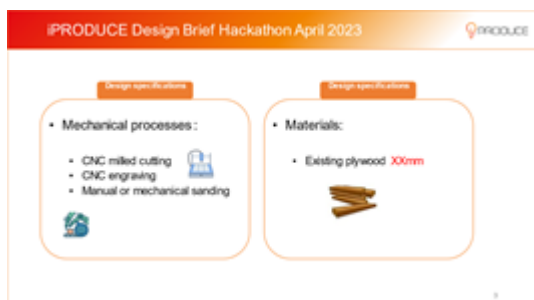 iPRODUCE Design Brief Hackathon April 2023
PRODUCE
Design specifications
• Mechanical processes :
• CNC milled cutting
• CNC engraving
• Manual or mechanical sanding
Design specifications
• Materials:
• Existing plywood XXmm